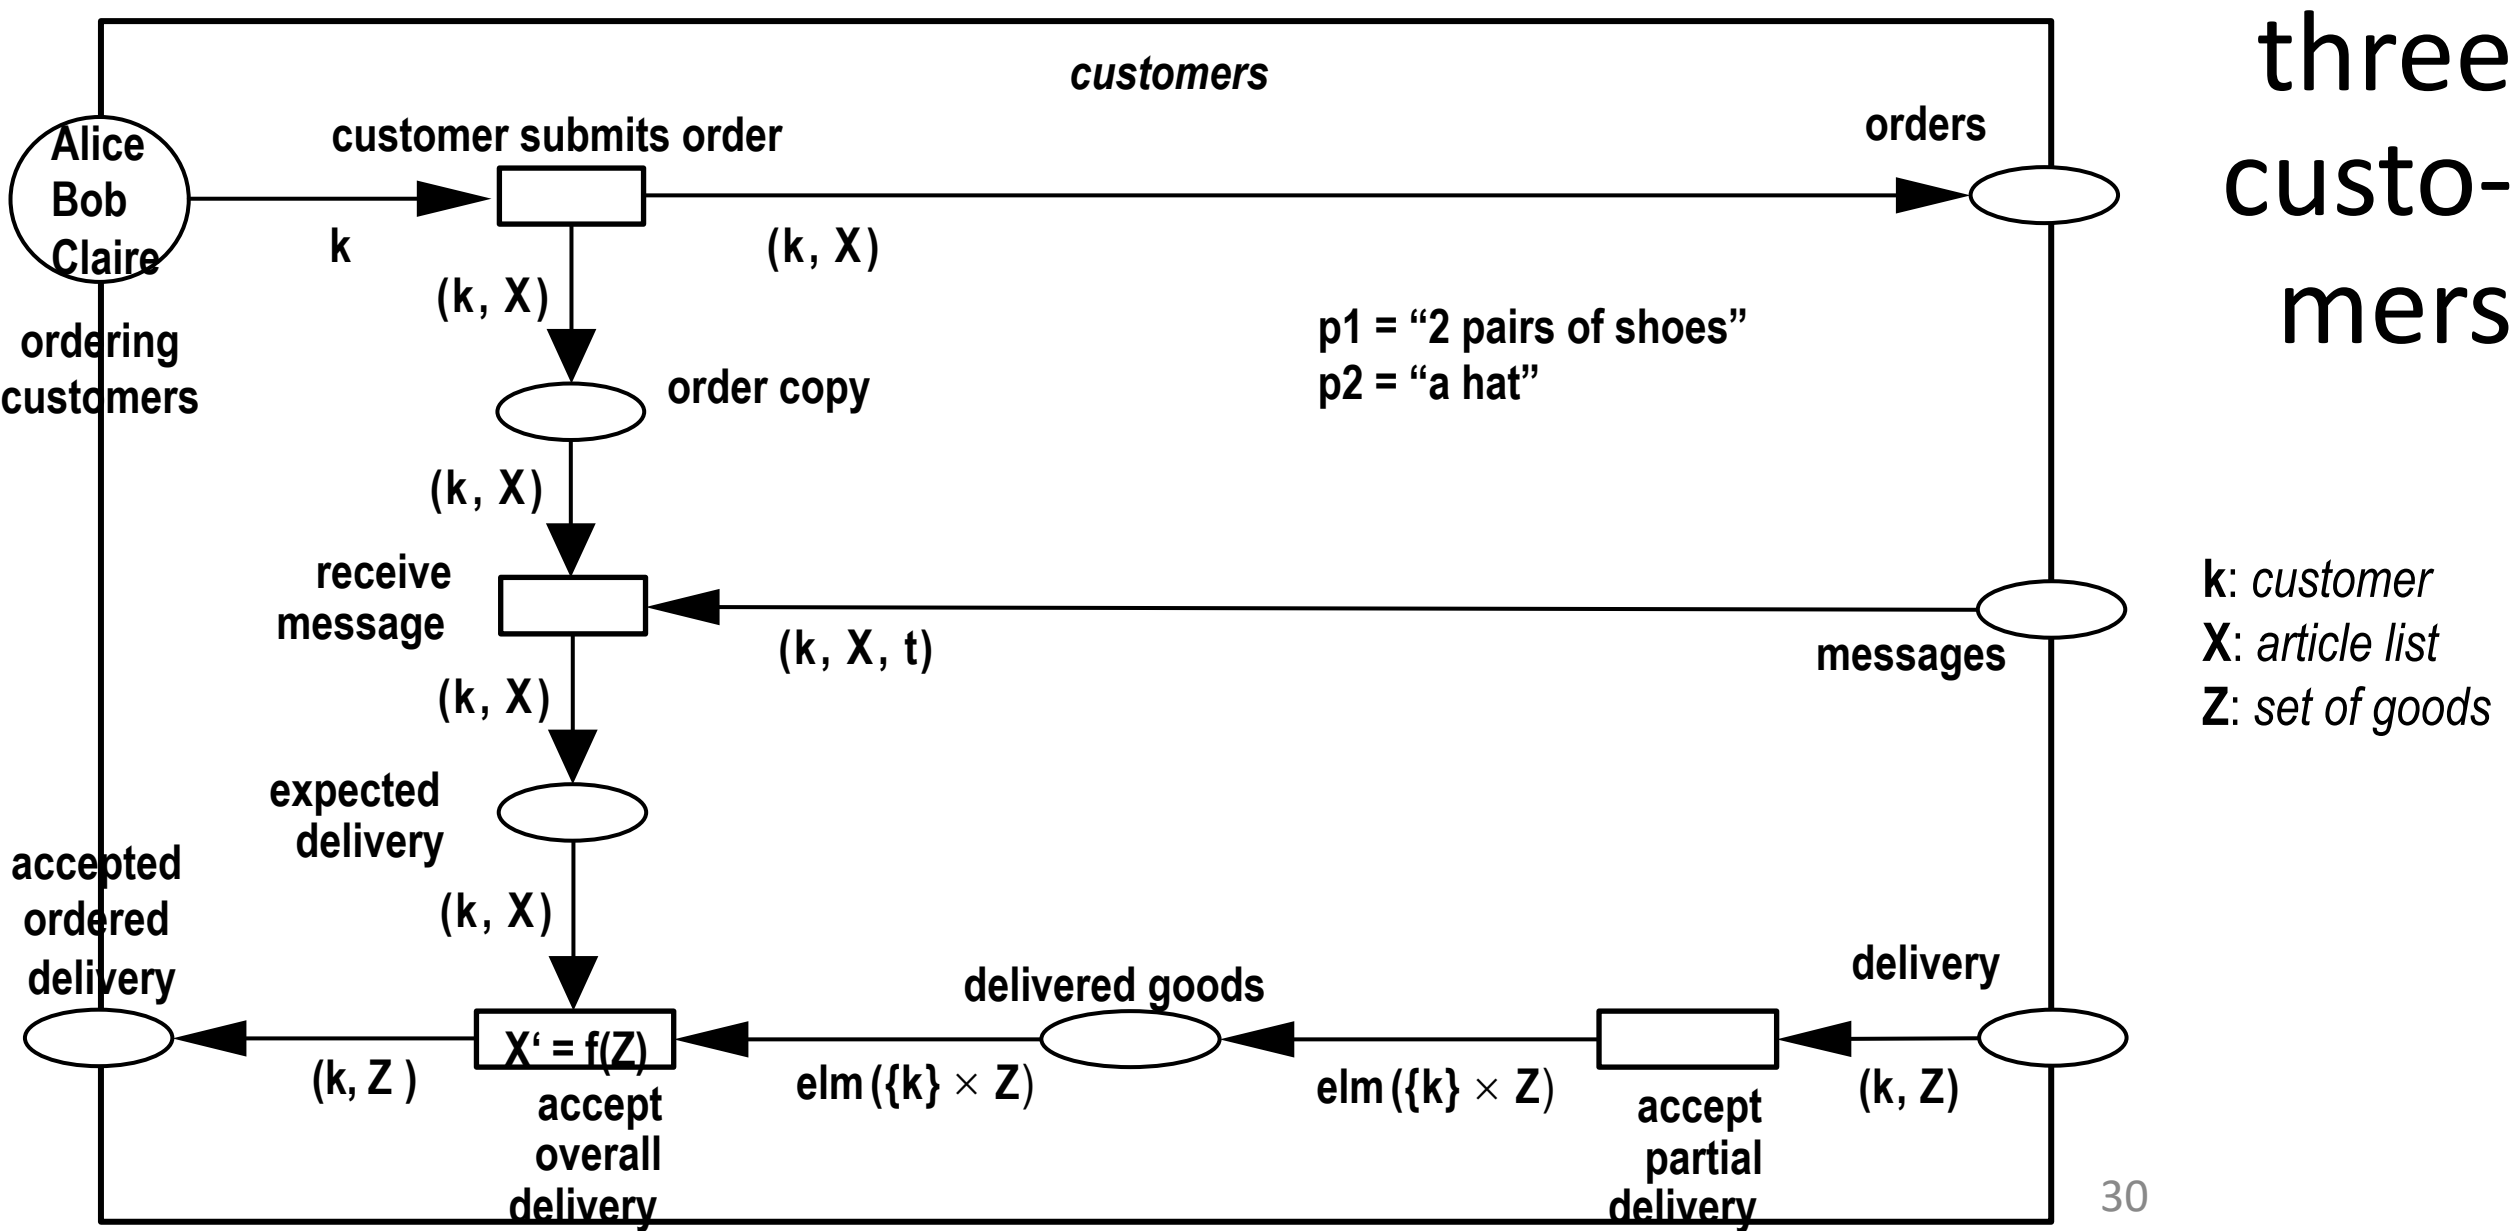 three
custo-
mers
customers
customer submits order
orders
Alice
Bob
Claire
k
(k, X)
(k, X)
ordering
customers
p1 = “2 pairs of shoes”
p2 = “a hat”
order copy
(k, X)
receive
message
(k, X, t)
messages
k: customer
X: article list
Z: set of goods
(k, X)
expected
delivery
accepted
ordered
delivery
(k, X)
delivered goods
delivery
X‘ = f(Z)
(k, Z )
elm ({k} × Z)
elm ({k} × Z)
(k, Z)
accept
overall
delivery
accept
partial
delivery
30